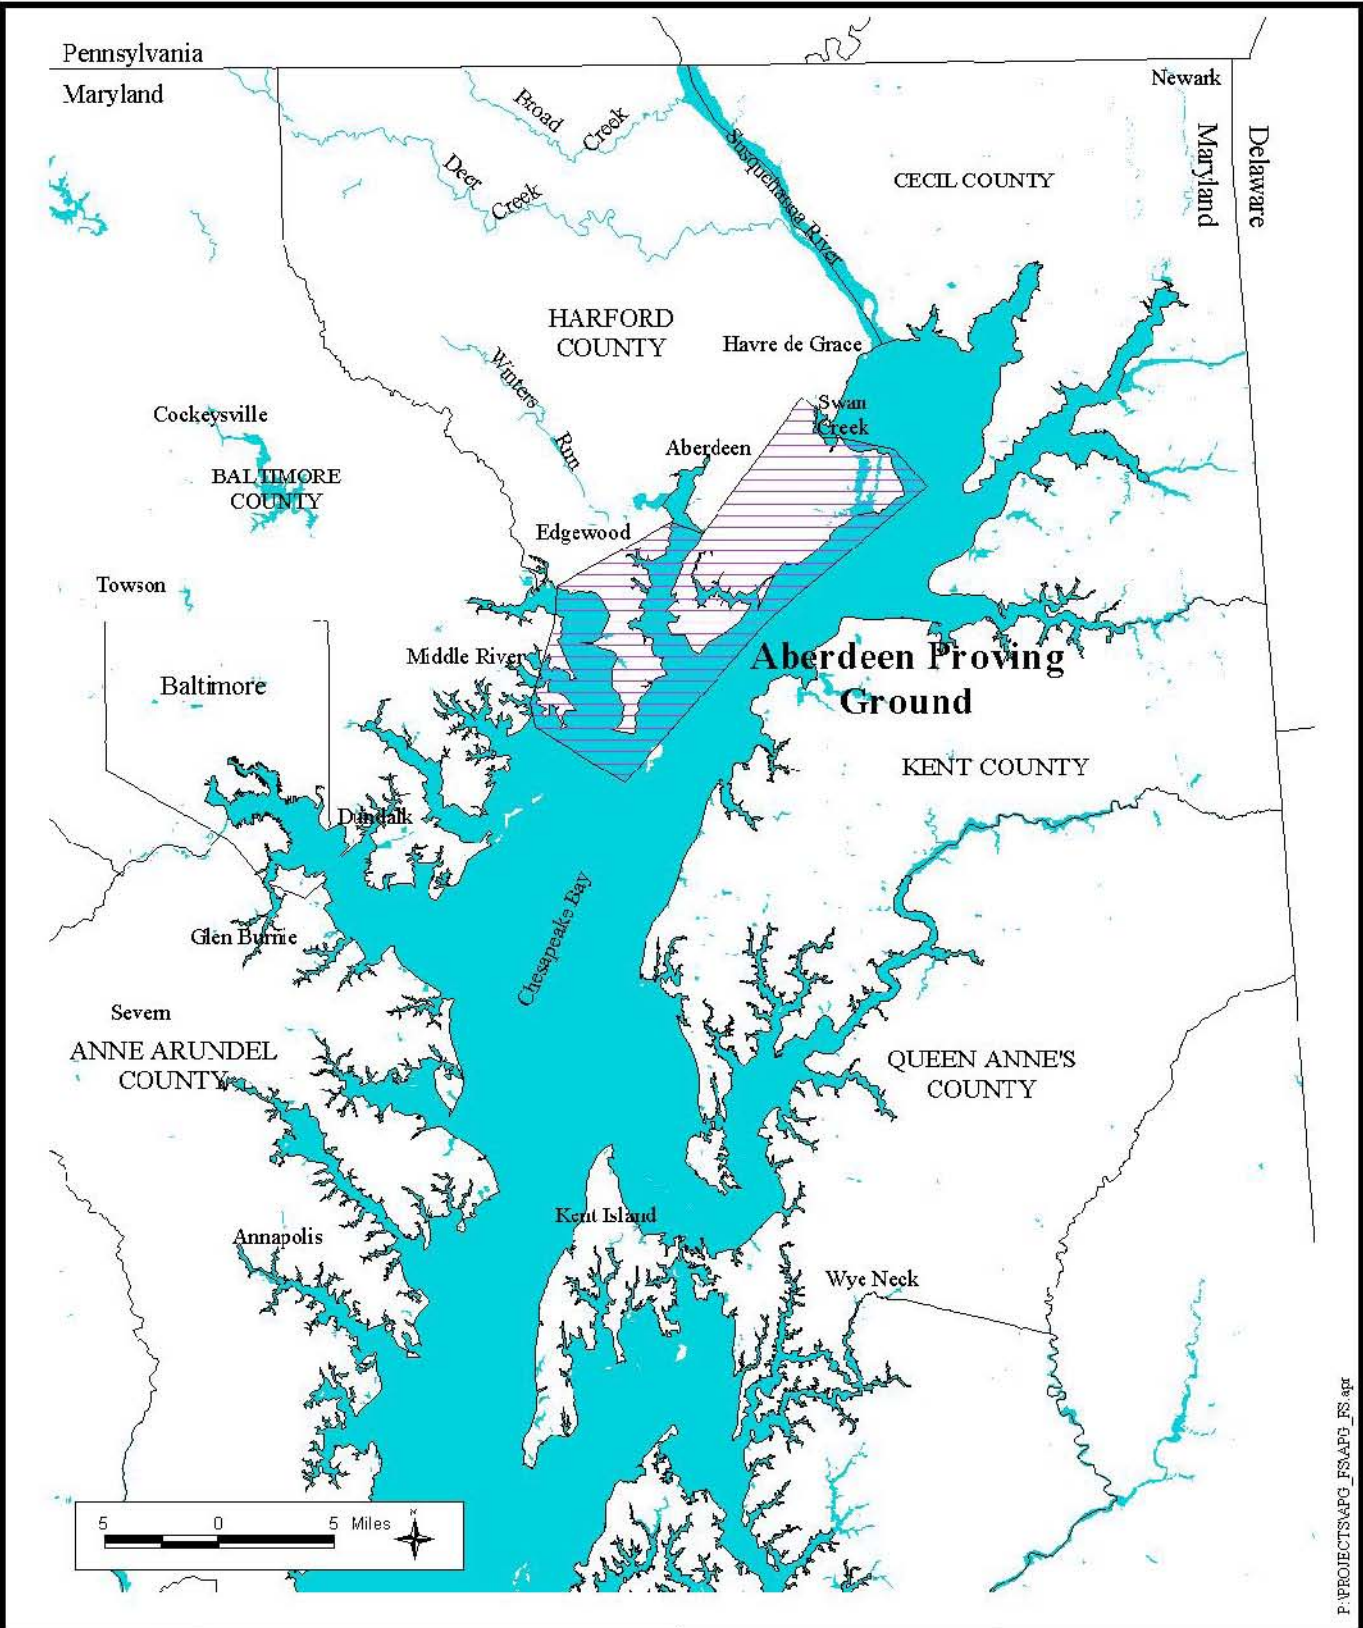 Pennsylvania
Maryland
Newark
Maryland
Delaware
Broad
Creek
Deer
Creek
Susquehanna River
CECIL COUNTY
HARFORD
COUNTY
Havre de Grace
Winters
Run
Swan
Creek
Cockeysville
Aberdeen
BALTIMORE
COUNTY
Edgewood
Towson
Middle River
Aberdeen Proving
Ground
Baltimore
KENT COUNTY
Dundalk
Chesapeake Bay
Glen Burnie
Severn
ANNE ARUNDEL
COUNTY
QUEEN ANNE'S
COUNTY
Kent Island
Annapolis
Wye Neck
5 0 5 Miles
N
P:\PROJECTS\APG_FS\APG_FS.apr